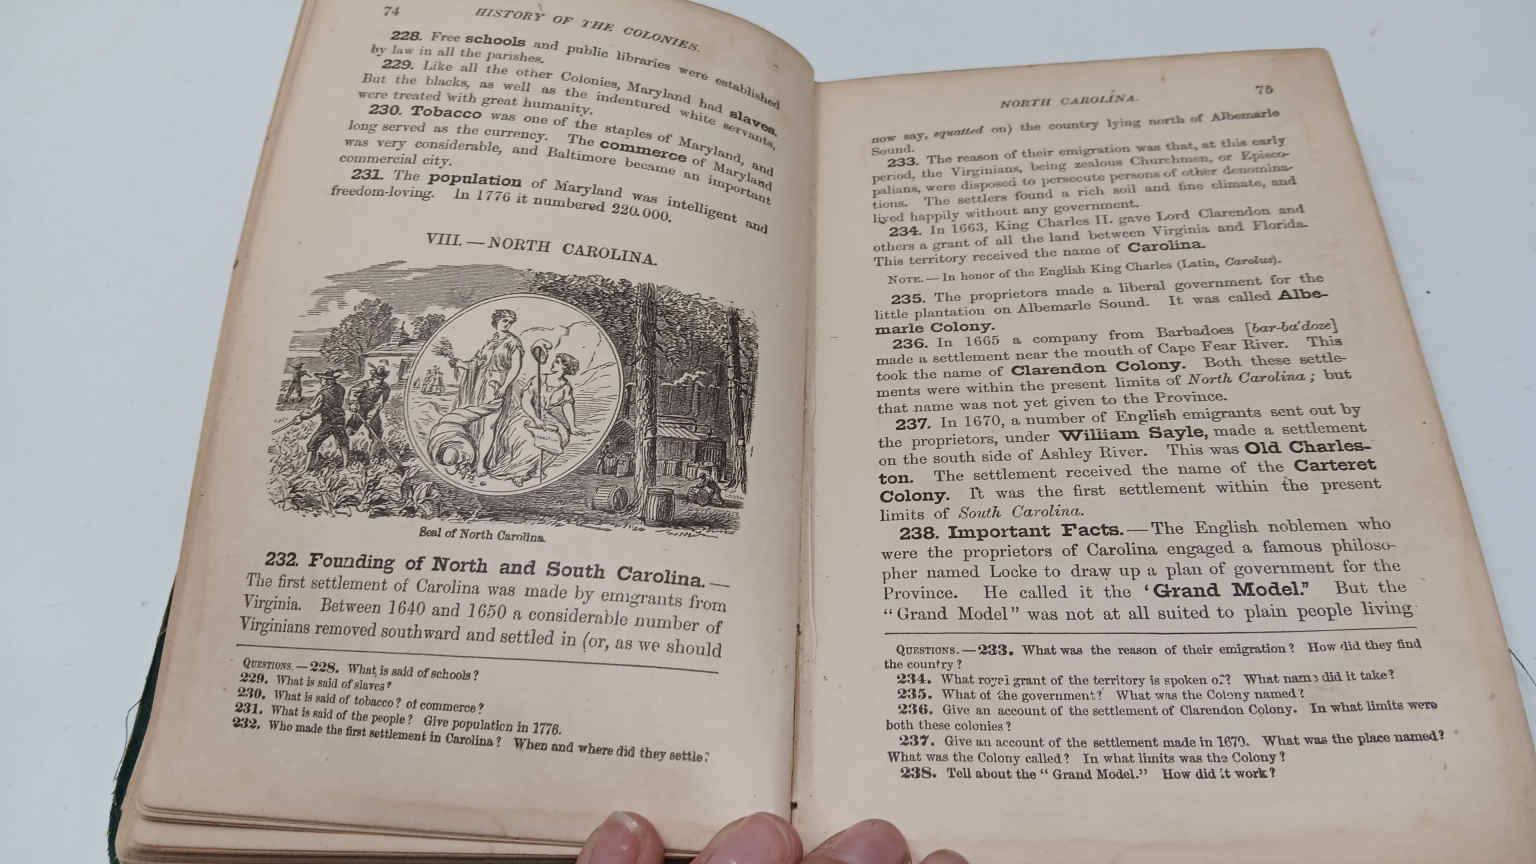 74
HISTORY OF THE COLONIES.
228. Free schools and public libraries were established
by law in all the parishes.
229. Like all the other Colonies, Maryland had slaves.
But the blacks, as well as the indentured white servants,
were treated with great humanity.
230. Tobacco was one of the staples of Maryland, and
long served as the currency. The commerce of Maryland
was very considerable, and Baltimore became an important
commercial city.
231. The population of Maryland was intelligent and
freedom-loving. In 1776 it numbered 220.000.
VIII.—NORTH CAROLINA.
Seal of North Carolina.
232. Founding of North and South Carolina.—
The first settlement of Carolina was made by emigrants from
Virginia. Between 1640 and 1650 a considerable number of
Virginians removed southward and settled in (or, as we should
QUESTIONS.—228. What is said of schools?
229. What is said of slaves?
230. What is said of tobacco? of commerce?
231. What is said of the people? Give population in 1776.
232. Who made the first settlement in Carolina? When and where did they settle?
NORTH CAROLINA.
75
now say, squatted on) the country lying north of Albemarle
Sound.
233. The reason of their emigration was that, at this early
period, the Virginians, being zealous Churchmen, or Episco-
palians, were disposed to persecute persons of other denomina-
tions. The settlers found a rich soil and fine climate, and
lived happily without any government.
234. In 1663, King Charles II. gave Lord Clarendon and
others a grant of all the land between Virginia and Florida.
This territory received the name of Carolina.
NOTE.—In honor of the English King Charles (Latin, Carolus).
235. The proprietors made a liberal government for the
little plantation on Albemarle Sound. It was called Albe-
marle Colony.
236. In 1665 a company from Barbadoes [bar-ba'doze]
made a settlement near the mouth of Cape Fear River. This
took the name of Clarendon Colony. Both these settle-
ments were within the present limits of North Carolina; but
that name was not yet given to the Province.
237. In 1670, a number of English emigrants sent out by
the proprietors, under William Sayle, made a settlement
on the south side of Ashley River. This was Old Charles-
ton. The settlement received the name of the Carteret
Colony. It was the first settlement within the present
limits of South Carolina.
238. Important Facts.—The English noblemen who
were the proprietors of Carolina engaged a famous philoso-
pher named Locke to draw up a plan of government for the
Province. He called it the "Grand Model." But the
"Grand Model" was not at all suited to plain people living
QUESTIONS.—233. What was the reason of their emigration? How did they find
the country?
234. What royal grant of the territory is spoken of? What name did it take?
235. What of the government? What was the Colony named?
236. Give an account of the settlement of Clarendon Colony. In what limits were
both these colonies?
237. Give an account of the settlement made in 1670. What was the place named?
What was the Colony called? In what limits was the Colony?
238. Tell about the "Grand Model." How did it work?